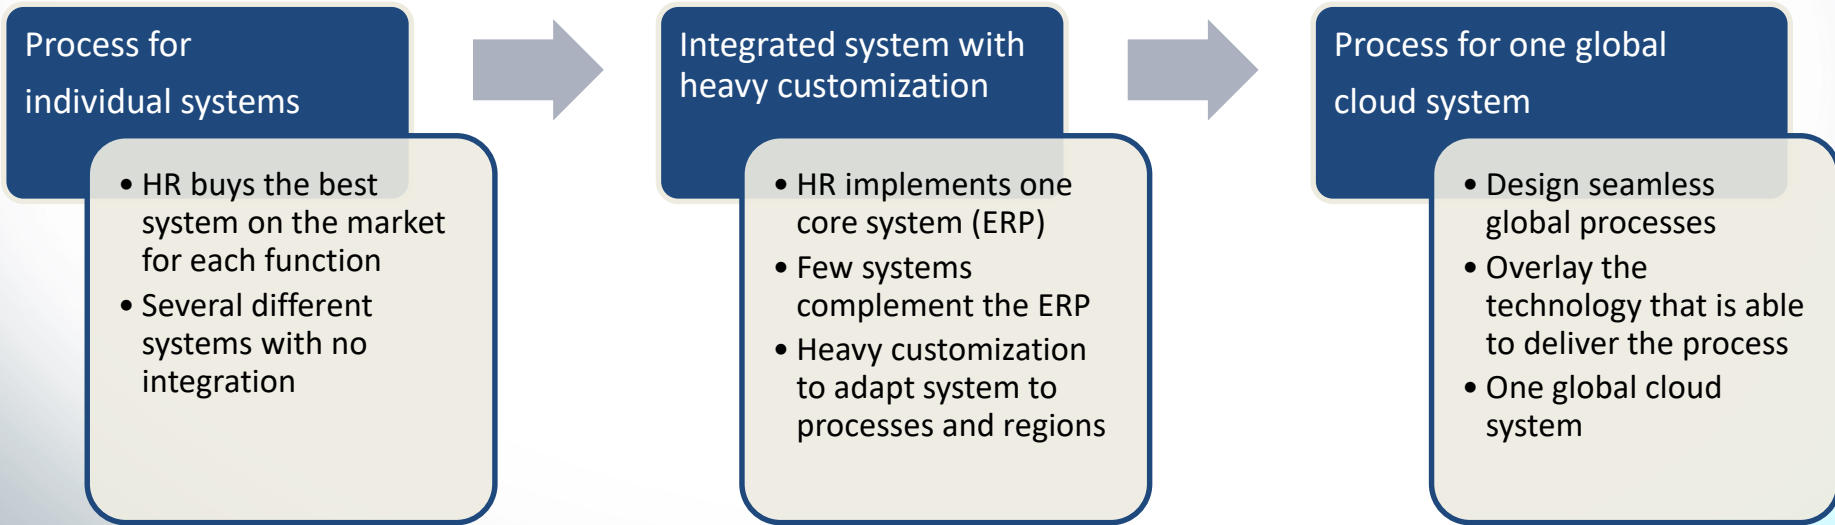 Process for
individual systems
• HR buys the best
system on the market
for each function
• Several different
systems with no
integration
Integrated system with
heavy customization
• HR implements one
core system (ERP)
• Few systems
complement the ERP
• Heavy customization
to adapt system to
processes and regions
Process for one global
cloud system
• Design seamless
global processes
• Overlay the
technology that is able
to deliver the process
• One global cloud
system